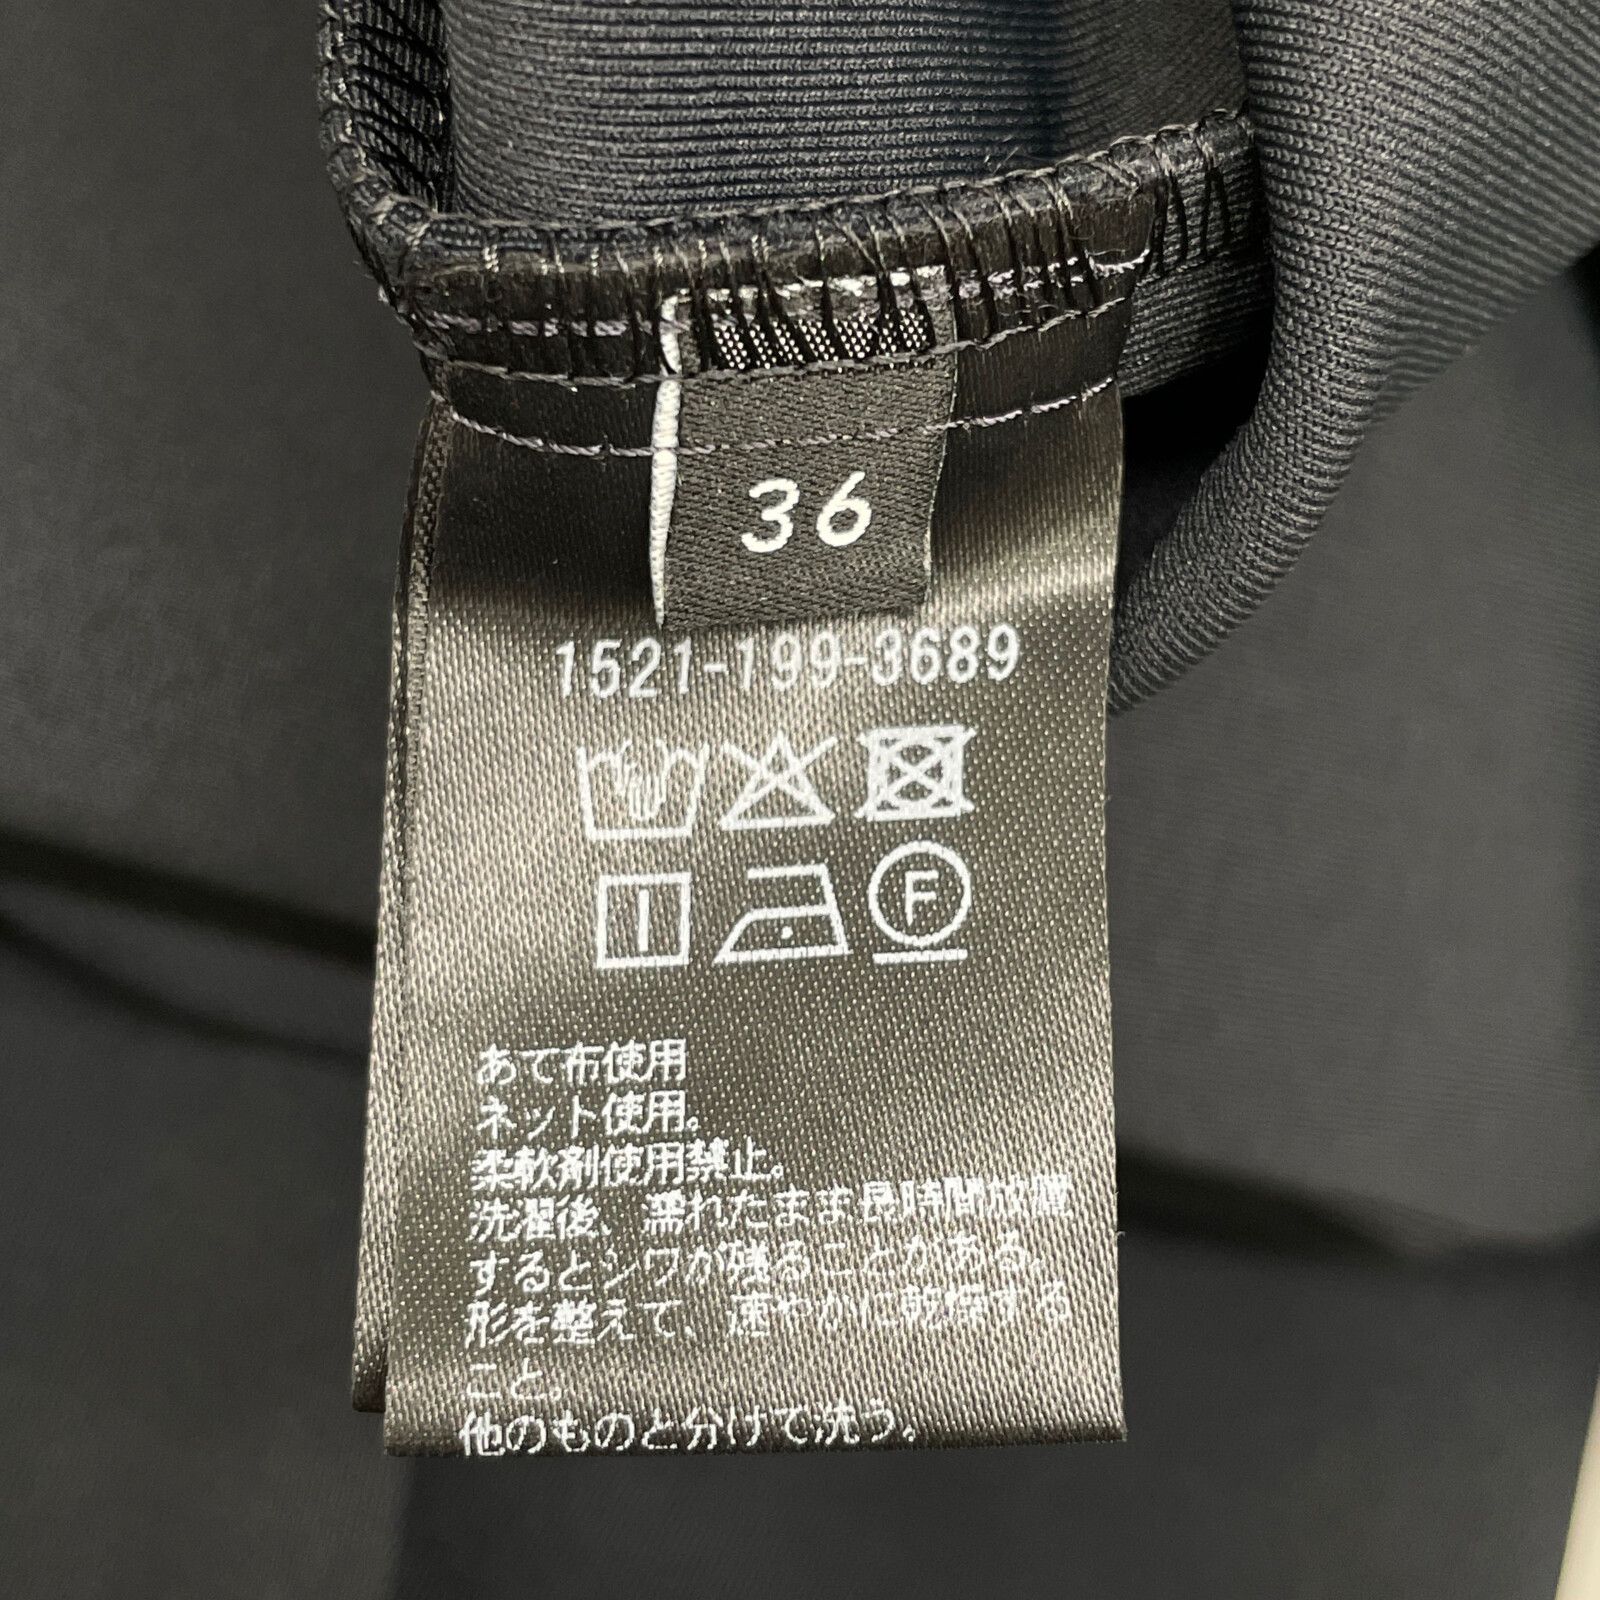 36
1521-199-3689
F
あて布使用
ネット使用。
柔軟剤使用禁止。
洗濯後、濡れたまま長時間放置
するとシワが残ることがある。
形を整えて、速やかに乾燥する
こと。
他のものと分けて洗う。